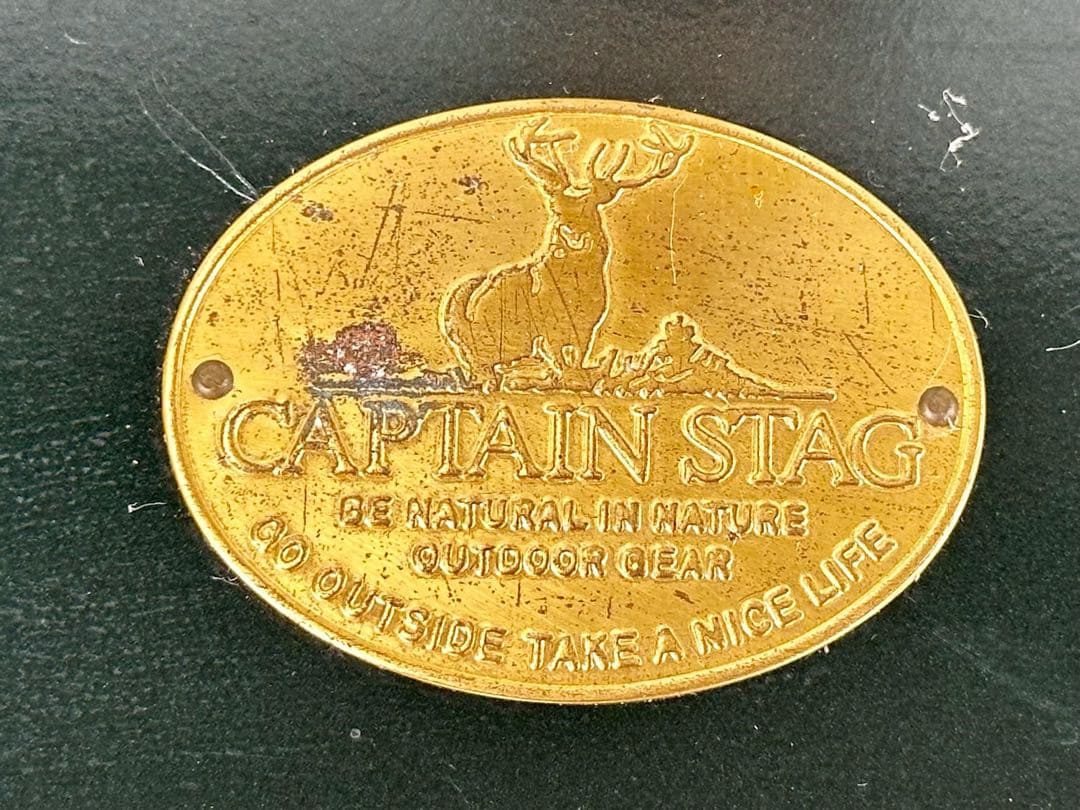 CAPTAIN STAG
BE NATURAL IN NATURE
OUTDOOR GEAR
GO OUTSIDE TAKE A NICE LIFE